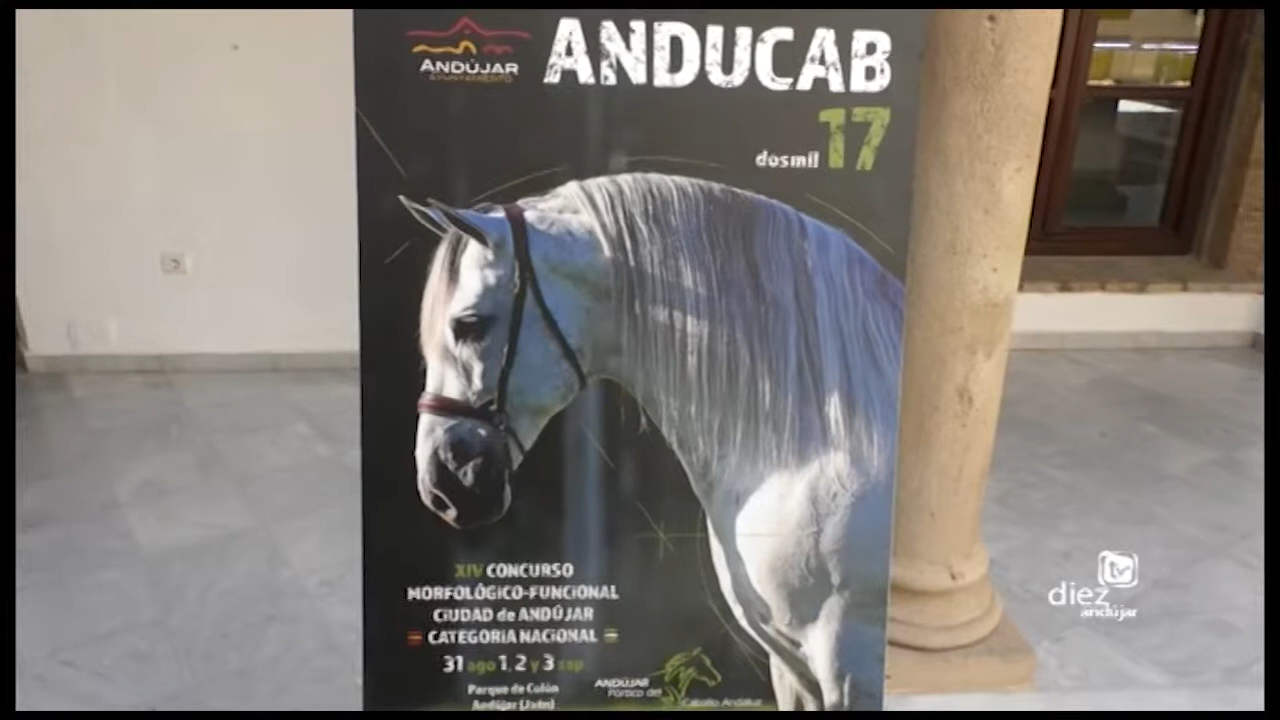 ANDÚJAR
AYUNTAMIENTO
ANDUCAB
dosmil 17
XIV CONCURSO
MORFOLÓGICO-FUNCIONAL
CIUDAD de ANDÚJAR
CATEGORIA NACIONAL
31 ago 1, 2 y 3 sep
Parque de Colón
Andújar (Jaén)
ANDÚJAR
Pórtico del
Caballo Andaluz
tv
diez
andújar